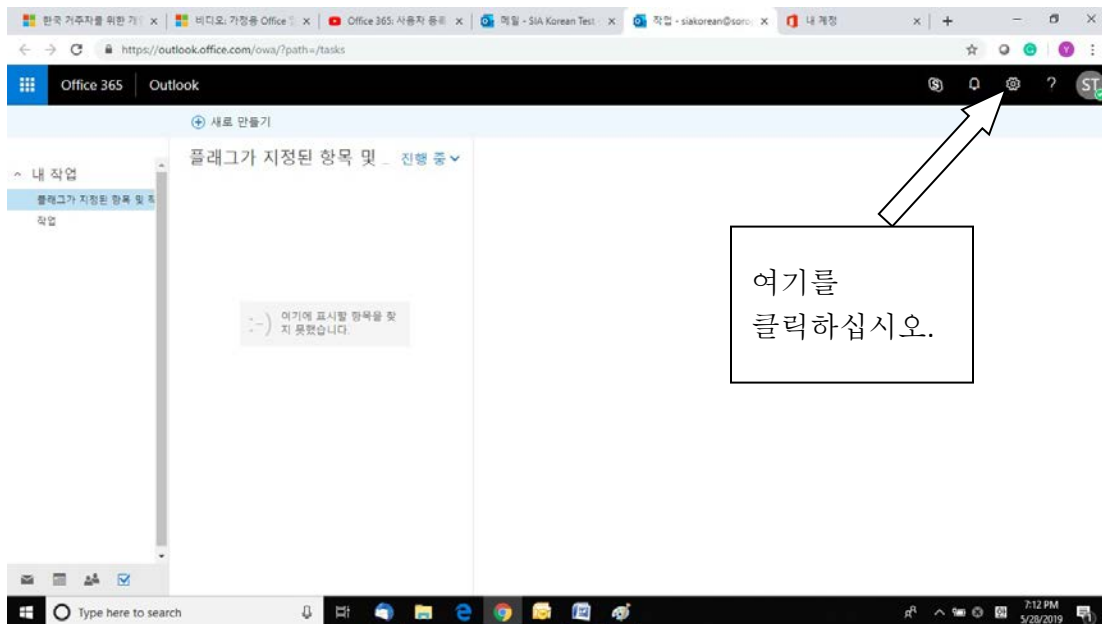 한국 거주자를 위한 개
비디오: 가정용 Office
Office 365: 사용자 등록
메일 - SIA Korean Test
작업 - siakorean@soro
내 계정
https://outlook.office.com/owa/?path=/tasks
Office 365
Outlook
ST
새로 만들기
플래그가 지정된 항목 및
진행 중
내 작업
플래그가 지정된 항목 및 작
작업
:-)
여기에 표시할 항목을 찾
지 못했습니다.
여기를
클릭하십시오.
Type here to search
7:12 PM
5/28/2019